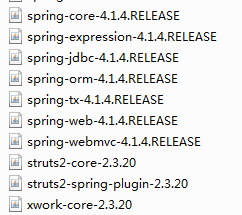 spring-core-4.1.4.RELEASE
spring-expression-4.1.4.RELEASE
spring-jdbc-4.1.4.RELEASE
spring-orm-4.1.4.RELEASE
spring-tx-4.1.4.RELEASE
spring-web-4.1.4.RELEASE
spring-webmvc-4.1.4.RELEASE
struts2-core-2.3.20
struts2-spring-plugin-2.3.20
xwork-core-2.3.20